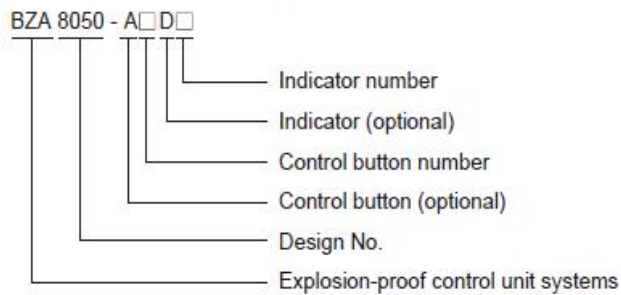 BZA 8050 - A□D□
Indicator number
Indicator (optional)
Control button number
Control button (optional)
Design No.
Explosion-proof control unit systems